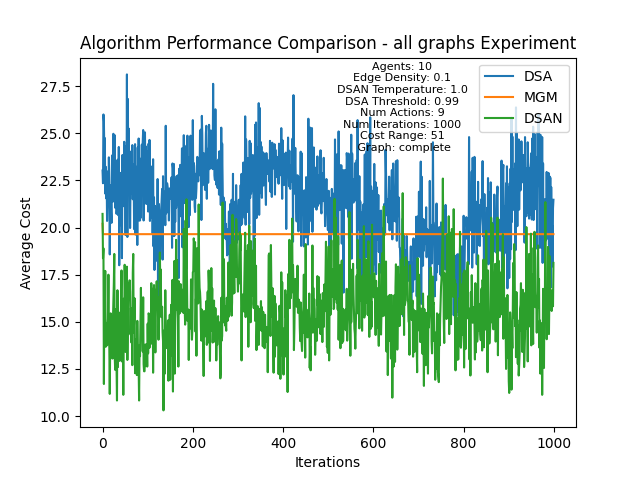 Algorithm Performance Comparison - all graphs Experiment
Agents: 10
Edge Density: 0.1
DSAN Temperature: 1.0
DSA Threshold: 0.99
Num Actions: 9
Num Iterations: 1000
Cost Range: 51
Graph: complete
DSA
MGM
DSAN
27.5
25.0
22.5
20.0
17.5
15.0
12.5
10.0
Average Cost
0
200
400
600
800
1000
Iterations